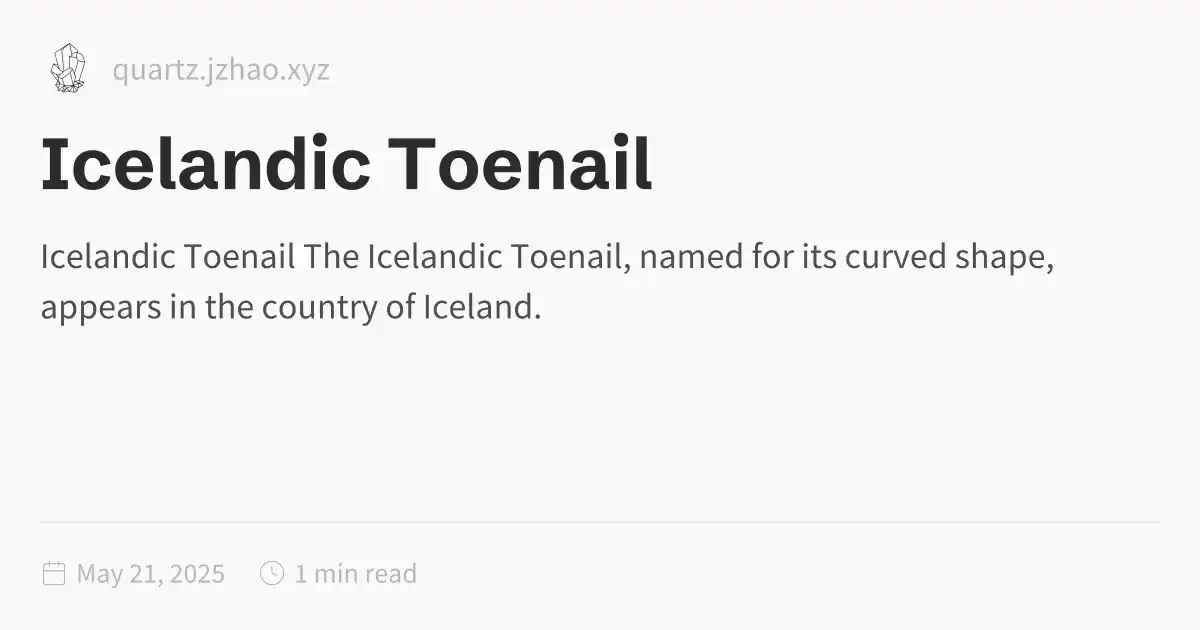 quartz.jzhao.xyz
Icelandic Toenail
Icelandic Toenail The Icelandic Toenail, named for its curved shape,
appears in the country of Iceland.
May 21, 2025 1 min read